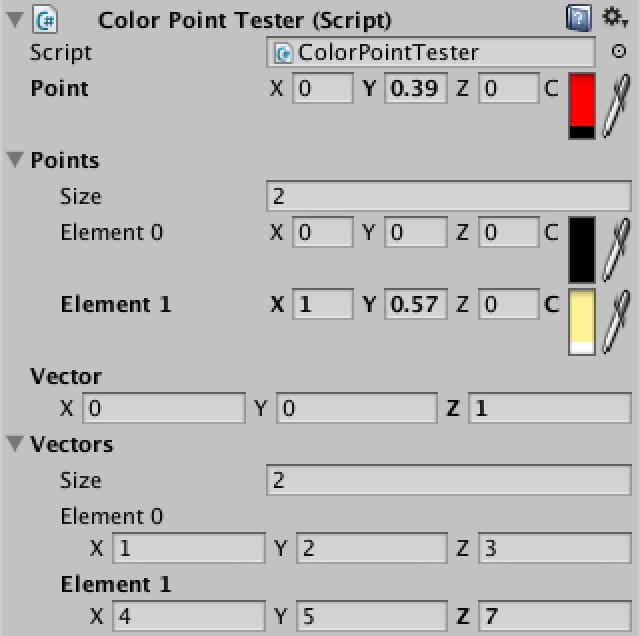 Color Point Tester (Script)
Script ColorPointTester
Point X 0 Y 0.39 Z 0 C
Points
Size 2
Element 0 X 0 Y 0 Z 0 C
Element 1 X 1 Y 0.57 Z 0 C
Vector
X 0 Y 0 Z 1
Vectors
Size 2
Element 0
X 1 Y 2 Z 3
Element 1
X 4 Y 5 Z 7